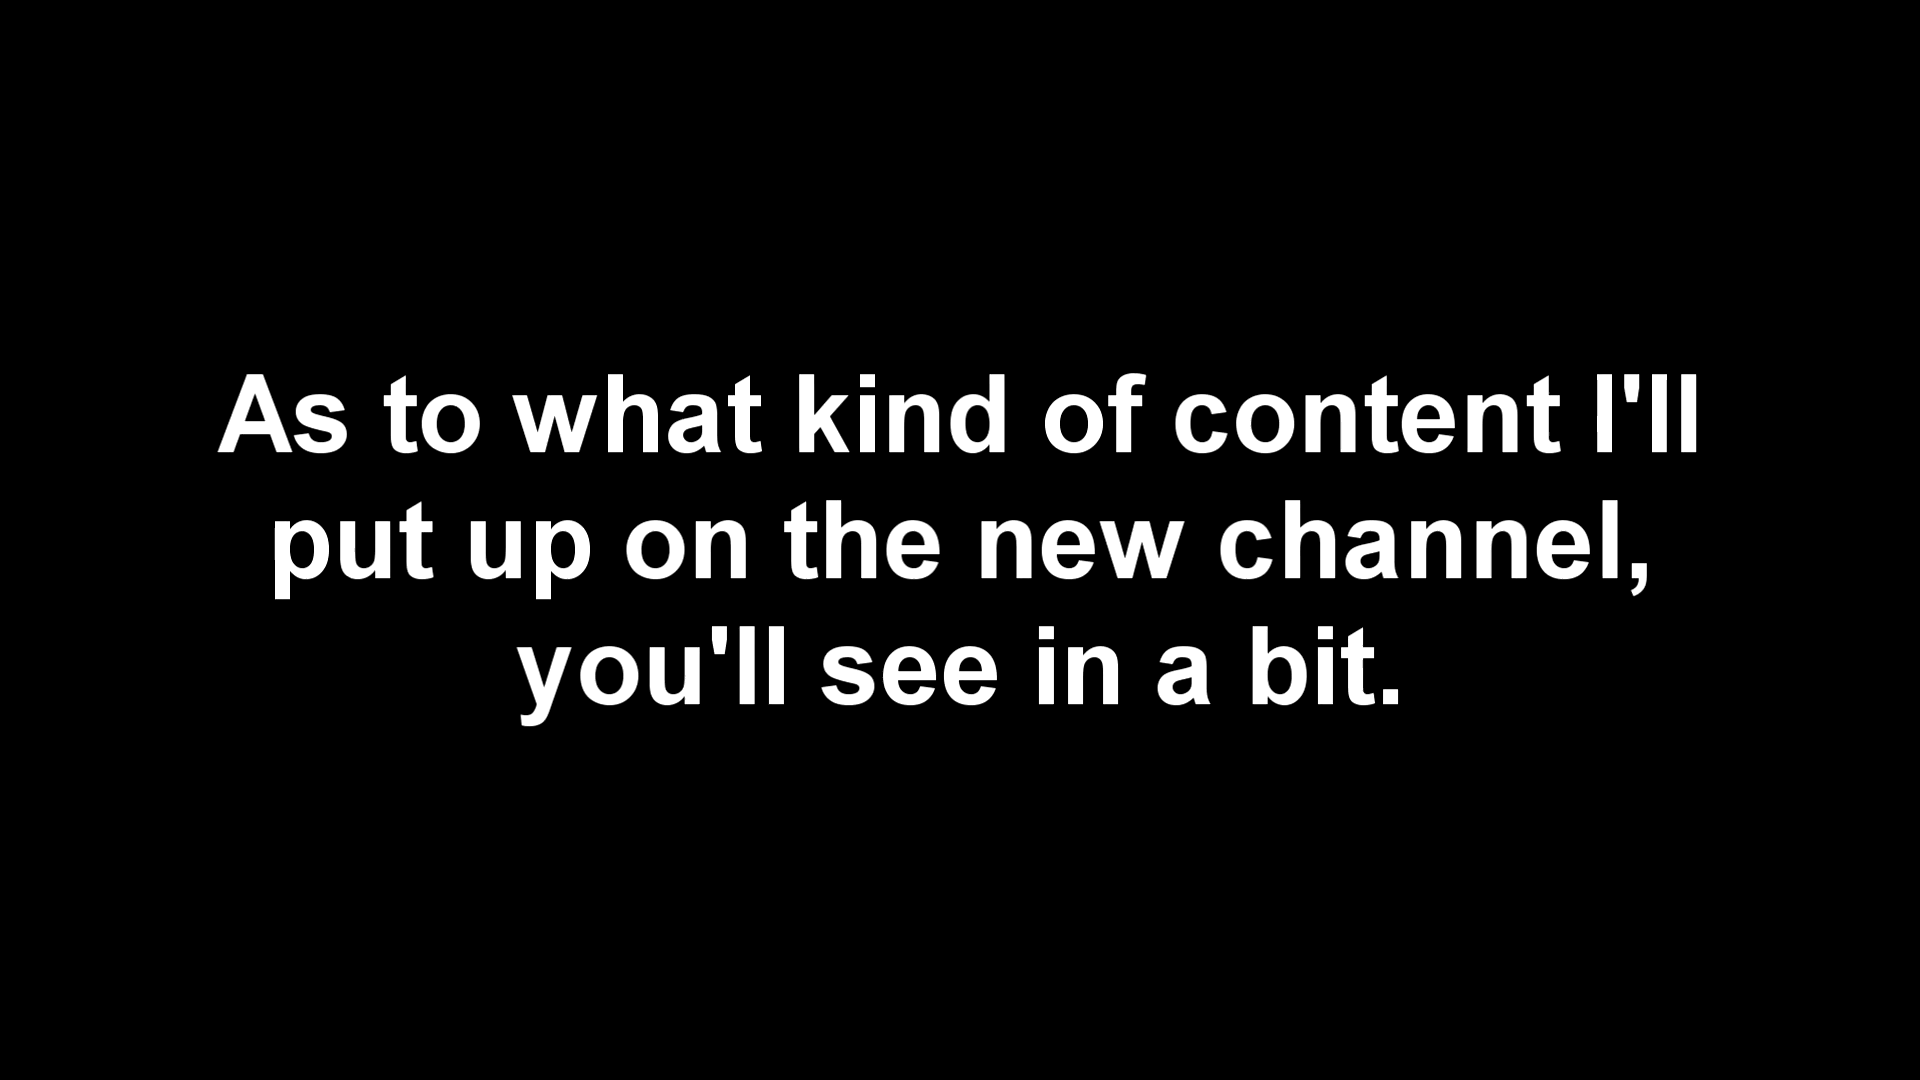 As to what kind of content I'll
put up on the new channel,
you'll see in a bit.